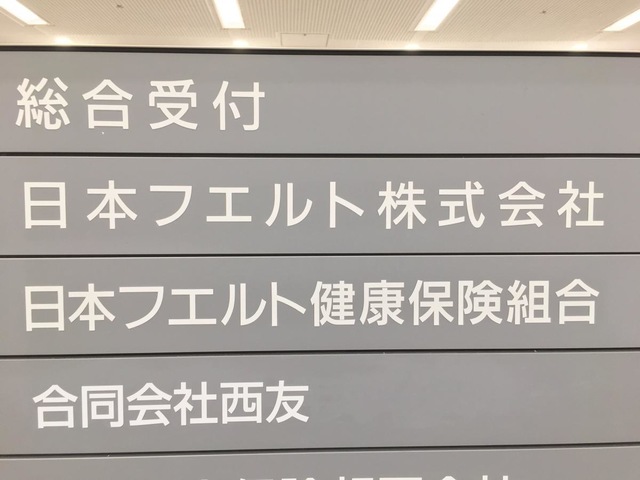 総合受付
日本フエルト株式会社
日本フエルト健康保険組合
合同会社西友